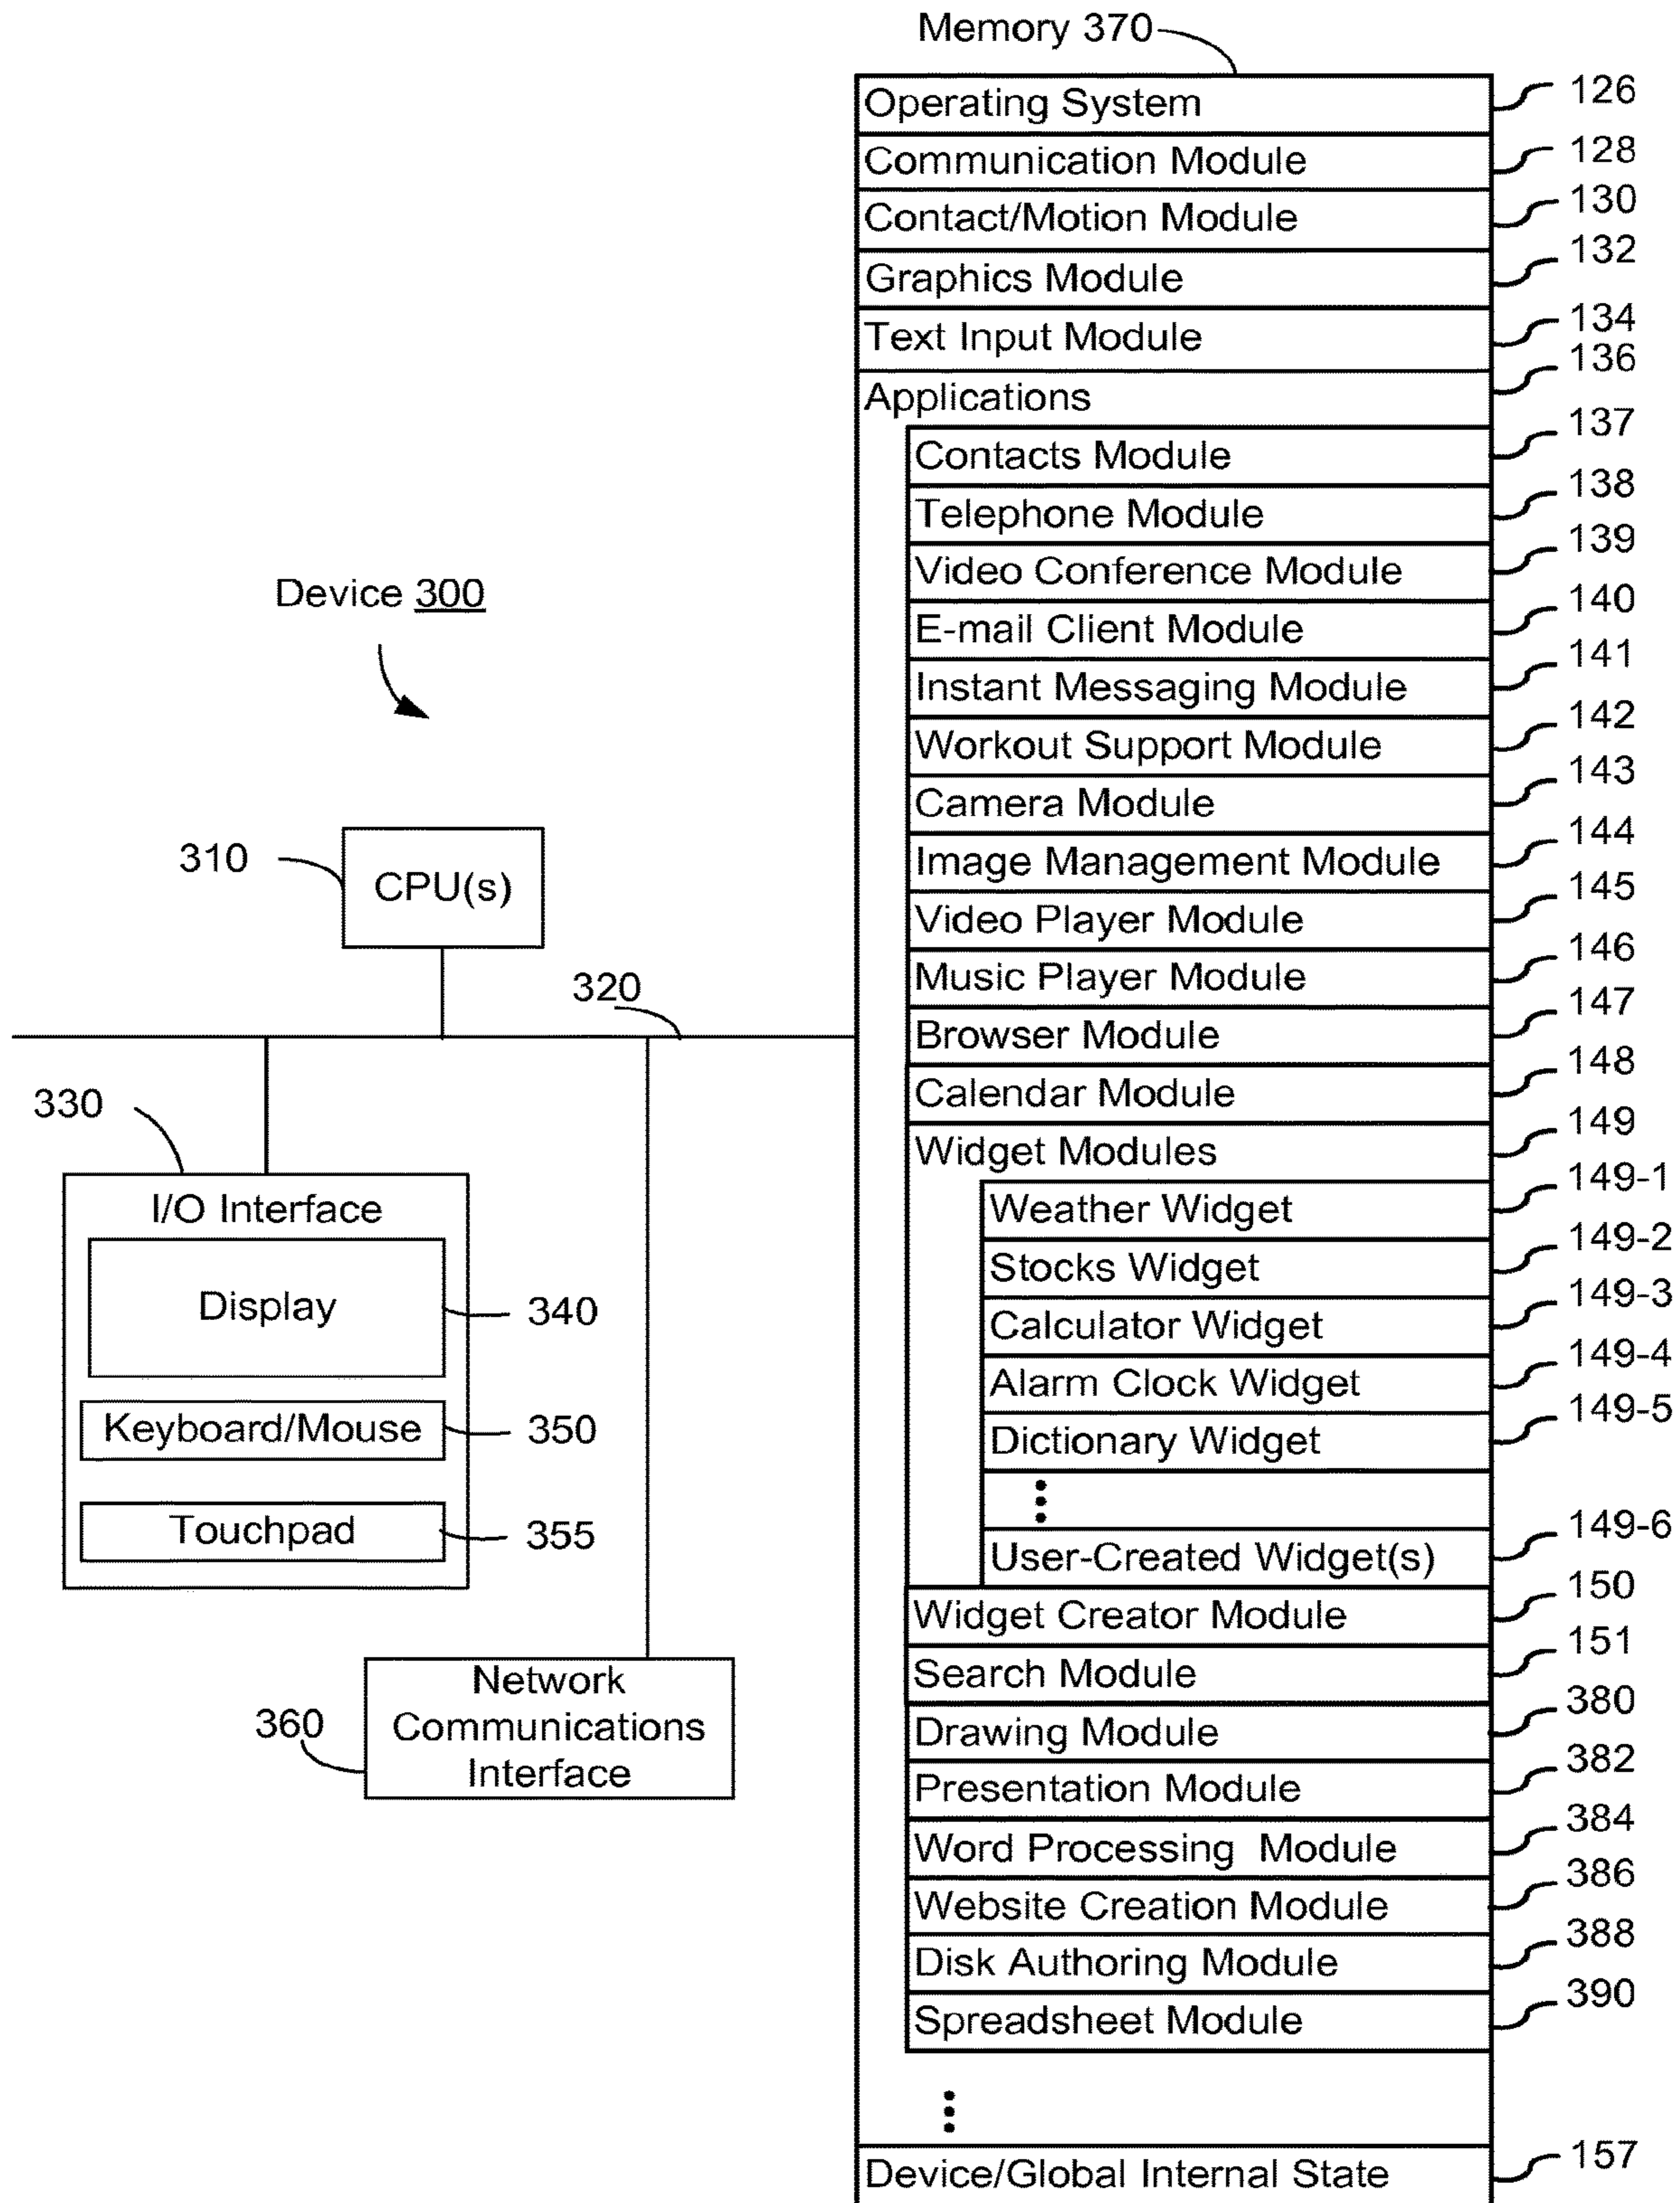 Memory 370
Operating System 126
Communication Module 128
Contact/Motion Module 130
Graphics Module 132
Text Input Module 134
Applications 136
Contacts Module 137
Telephone Module 138
Video Conference Module 139
E-mail Client Module 140
Instant Messaging Module 141
Workout Support Module 142
Camera Module 143
Image Management Module 144
Video Player Module 145
Music Player Module 146
Browser Module 147
Calendar Module 148
Widget Modules 149
Weather Widget 149-1
Stocks Widget 149-2
Calculator Widget 149-3
Alarm Clock Widget 149-4
Dictionary Widget 149-5
User-Created Widget(s) 149-6
Widget Creator Module 150
Search Module 151
Drawing Module 380
Presentation Module 382
Word Processing Module 384
Website Creation Module 386
Disk Authoring Module 388
Spreadsheet Module 390
Device/Global Internal State 157
Device 300
310
CPU(s)
320
330
I/O Interface
Display 340
Keyboard/Mouse 350
Touchpad 355
360
Network
Communications
Interface